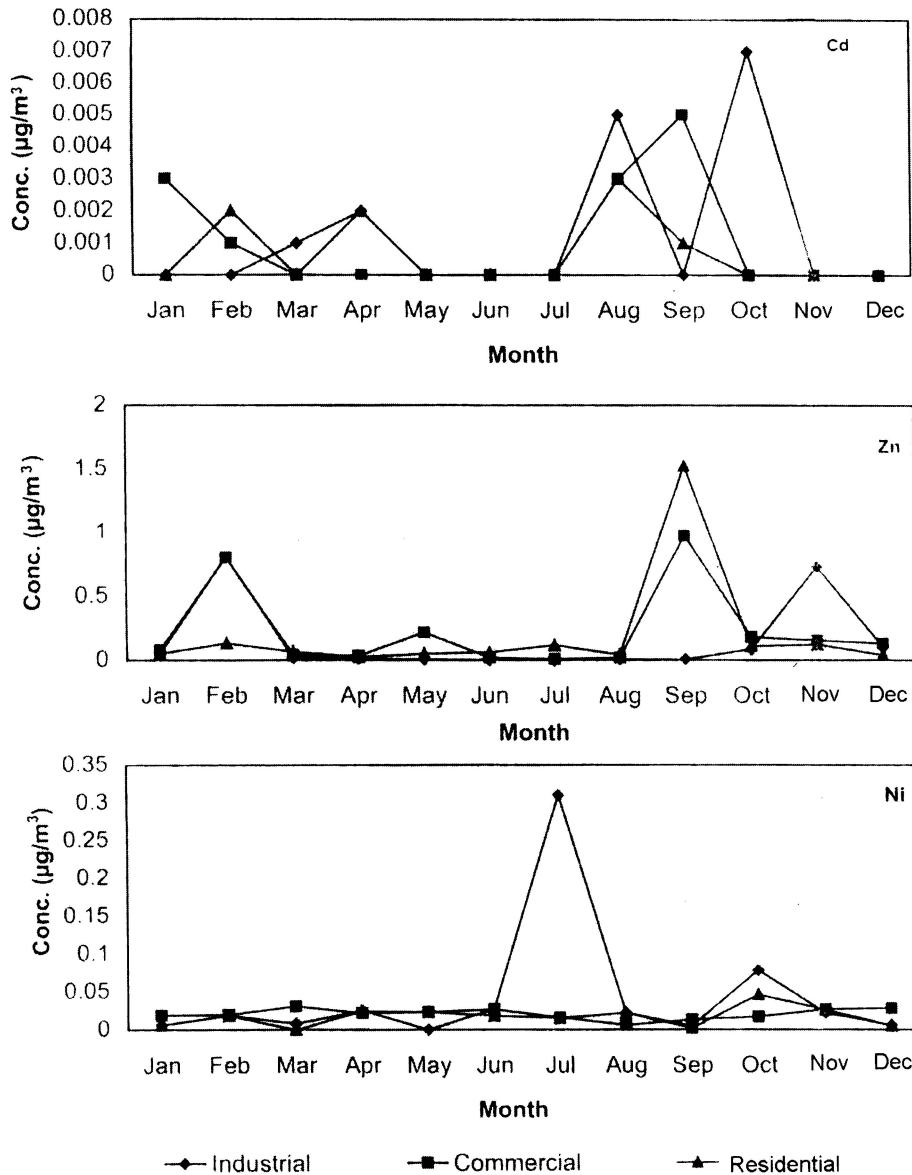 0.008
0.007
0.006
0.005
0.004
0.003
0.002
0.001
0
Conc. (µg/m³)
Cd
Jan Feb Mar Apr May Jun Jul Aug Sep Oct Nov Dec
Month
2
1.5
1
0.5
0
Conc. (µg/m³)
Zn
Jan Feb Mar Apr May Jun Jul Aug Sep Oct Nov Dec
Month
0.35
0.3
0.25
0.2
0.15
0.1
0.05
0
Conc. (µg/m³)
Ni
Jan Feb Mar Apr May Jun Jul Aug Sep Oct Nov Dec
Month
Industrial Commercial Residential